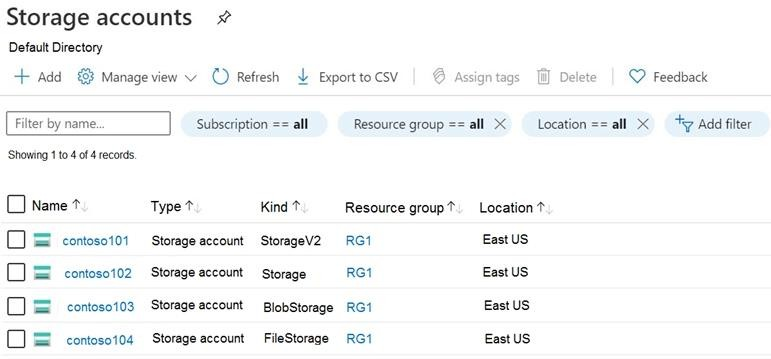 Storage accounts
Default Directory
Add Manage view Refresh Export to CSV Assign tags Delete Feedback
Filter by name... Subscription == all Resource group == all Location == all Add filter
Showing 1 to 4 of 4 records.
Name Type Kind Resource group Location
contoso101 Storage account StorageV2 RG1 East US
contoso102 Storage account Storage RG1 East US
contoso103 Storage account BlobStorage RG1 East US
contoso104 Storage account FileStorage RG1 East US